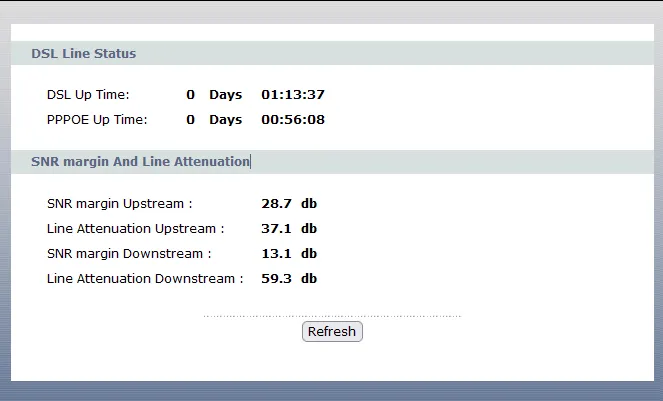 DSL Line Status
DSL Up Time: 0 Days 01:13:37
PPPOE Up Time: 0 Days 00:56:08
SNR margin And Line Attenuation
SNR margin Upstream : 28.7 db
Line Attenuation Upstream : 37.1 db
SNR margin Downstream : 13.1 db
Line Attenuation Downstream : 59.3 db
Refresh